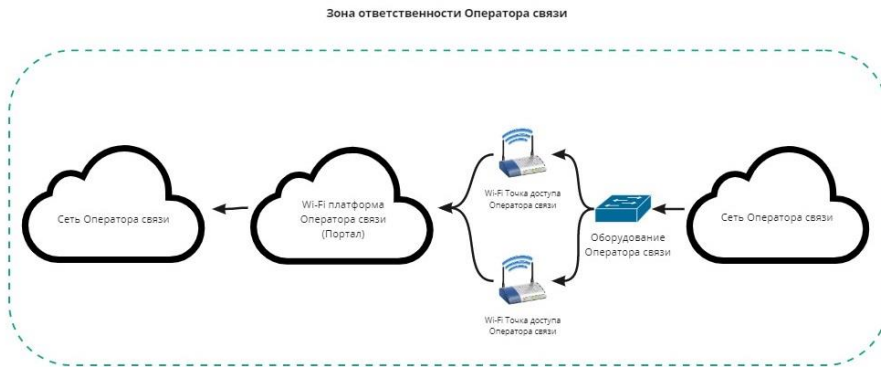 Зона ответственности Оператора связи
Сеть Оператора связи
Wi-Fi платформа
Оператора связи
(Портал)
Wi-Fi Точка доступа
Оператора связи
Wi-Fi Точка доступа
Оператора связи
Оборудование
Оператора связи
Сеть Оператора связи